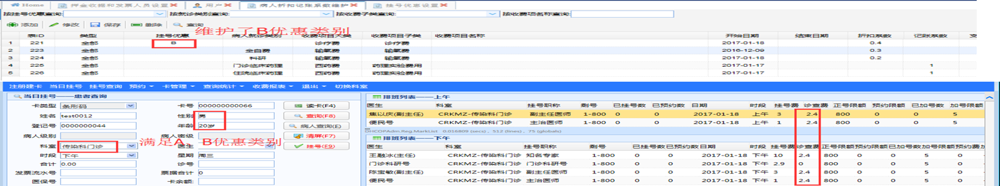 Home 押金收据和发票人员设置 用户 病人折扣记账系数维护 挂号优惠设置
按挂号优惠查询: 按就诊类别查询: 按收费子类查询: 按收费项名称查询:
添加 修改 保存 删除 查询
维护了B优惠类别
表ID 类型 挂号优惠 病人就诊类别 收费项目大类 收费项目子类 收费项目名称 开始日期 结束日期 折扣系数 记账系数
1 221 全部 B 诊疗费 诊疗费 2017-01-18 0.4
2 223 全部 全自费 输氧费 输氧费 2016-12-09 0.3
3 224 全部 科研 输氧费 输氧费 2017-01-18 0.2
4 225 全部 门诊临床药理 西药费 药理实验费用 2017-01-17 1
5 226 全部 住院临床药理 西药费 药理实验费用 2017-01-17 1
注册建卡 当日挂号 挂号查询 预约 卡管理 查询统计 收费报表 退出 切换科室
当日挂号——患者查询
卡类型 条形码 卡号 000000000066 读卡(F4)
姓名 test0012 性别 男 查询(F8)
登记号 0000000044 年龄 20岁 病人查询(E)
病人级别 病人密级 清屏(F7)
满足A、B优惠类别
科室 传染科门诊 医生 挂号(F9)
时段 下午 星期 周三
合计 0.00 诊号
发票流水号 票据合计 0
医保号 卡余额:
排班列表——上午
医生 科室 挂号职称 剩号 已挂号数 已预约数 日期 时段 挂号费 诊查费 正号限额 预约限额 已加号数 加号限额
焦以庆(副主任) CRKMZ-传染科门诊 副主任医师 1-800 0 0 2017-01-18 上午 3 2.4 800 0 0 5
便民号 CRKMZ-传染科门诊 主治医师 1-800 0 0 2017-01-18 上午 1 2.4 800 0 0 5
DHCOPAdm.Reg.MarkList 0.016809 (secs), 512 (lines), 75 (globals)
排班列表——下午
医生 科室 挂号职称 剩号 已挂号数 已预约数 日期 时段 挂号费 诊查费 正号限额 预约限额 已加号数 加号限额 预约费
王融冰(主任) CRKMZ-传染科门诊 知名专家 1-800 0 0 2017-01-18 下午 10 2.4 800 0 0 5 0
门诊科研号 CRKMZ-传染科门诊 门诊科研号 1-800 0 0 2017-01-18 下午 2.9 0 800 0 0 5 0
陈宝敏(副主任) CRKMZ-传染科门诊 副主任医师 1-800 0 0 2017-01-18 下午 3 2.4 800 0 0 5 0
便民号 CRKMZ-传染科门诊 主治医师 1-800 0 0 2017-01-18 下午 1 2.4 800 0 0 5 0